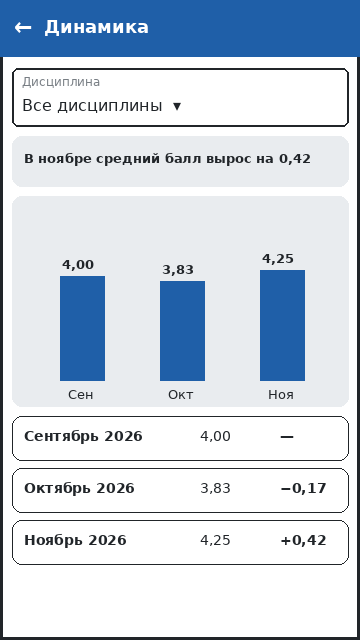 ← Динамика
Дисциплина
Все дисциплины ▼
В ноябре средний балл вырос на 0,42
4,00 3,83 4,25
Сен Окт Ноя
Сентябрь 2026 4,00 —
Октябрь 2026 3,83 −0,17
Ноябрь 2026 4,25 +0,42